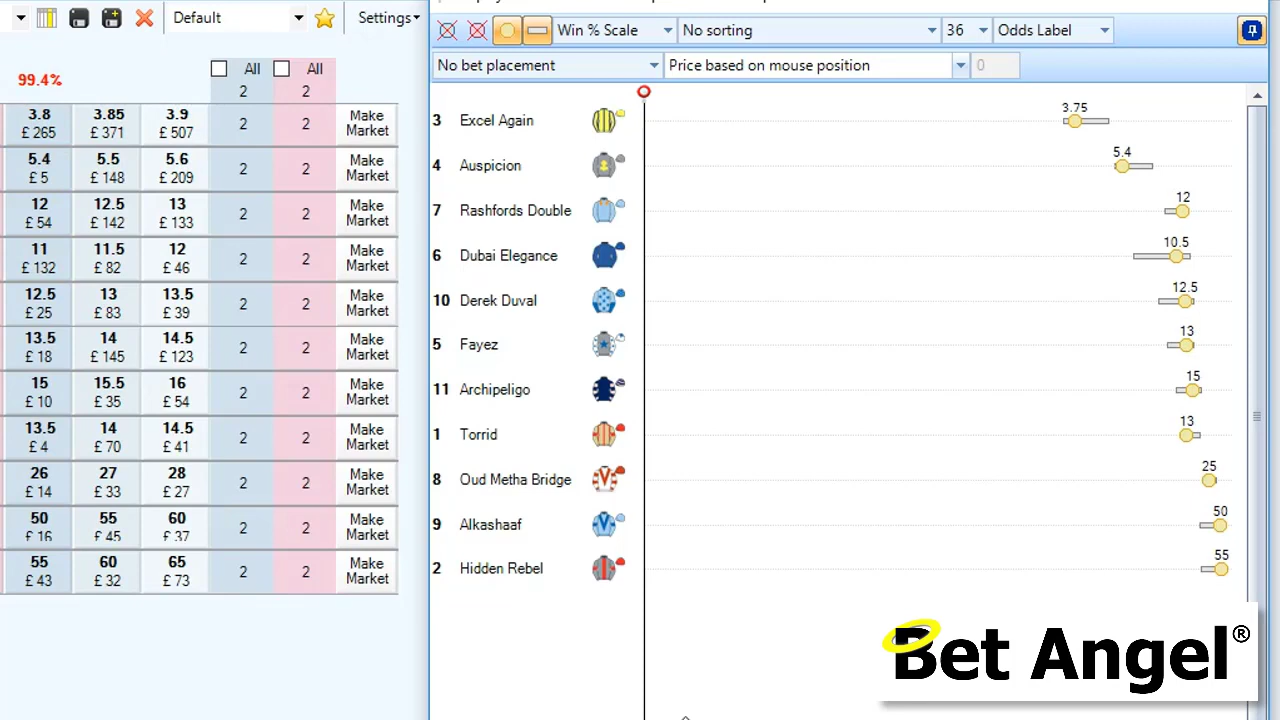 Default
Settings
99.4%
All All
2 2
3.8 3.85 3.9
£ 265 £ 371 £ 507
2 2
Make Market
5.4 5.5 5.6
£ 5 £ 148 £ 209
2 2
Make Market
12 12.5 13
£ 54 £ 142 £ 133
2 2
Make Market
11 11.5 12
£ 132 £ 82 £ 46
2 2
Make Market
12.5 13 13.5
£ 25 £ 83 £ 39
2 2
Make Market
13.5 14 14.5
£ 18 £ 145 £ 123
2 2
Make Market
15 15.5 16
£ 10 £ 35 £ 54
2 2
Make Market
13.5 14 14.5
£ 4 £ 70 £ 41
2 2
Make Market
26 27 28
£ 14 £ 33 £ 27
2 2
Make Market
50 55 60
£ 16 £ 45 £ 37
2 2
Make Market
55 60 65
£ 43 £ 32 £ 73
2 2
Make Market
Win % Scale No sorting 36 Odds Label
No bet placement Price based on mouse position 0
3 Excel Again 3.75
4 Auspicion 5.4
7 Rashfords Double 12
6 Dubai Elegance 10.5
10 Derek Duval 12.5
5 Fayez 13
11 Archipeligo 15
1 Torrid 13
8 Oud Metha Bridge 25
9 Alkashaaf 50
2 Hidden Rebel 55
Bet Angel®